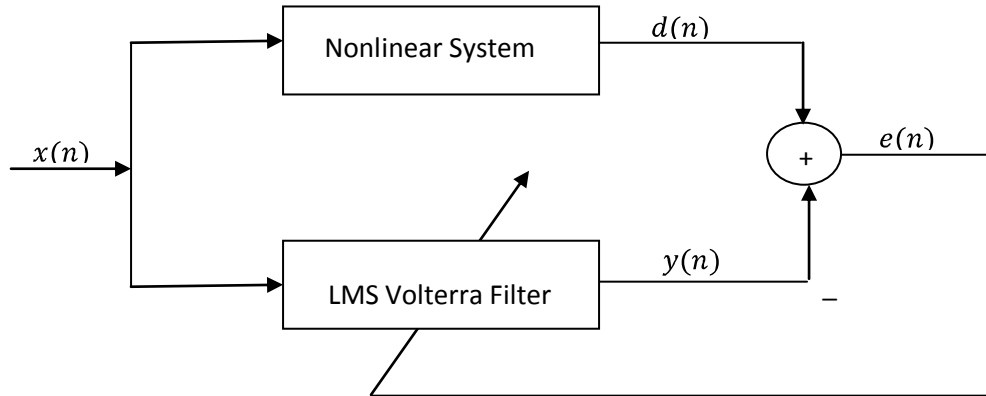 Nonlinear System
d(n)
x(n)
+
e(n)
LMS Volterra Filter
y(n)
−